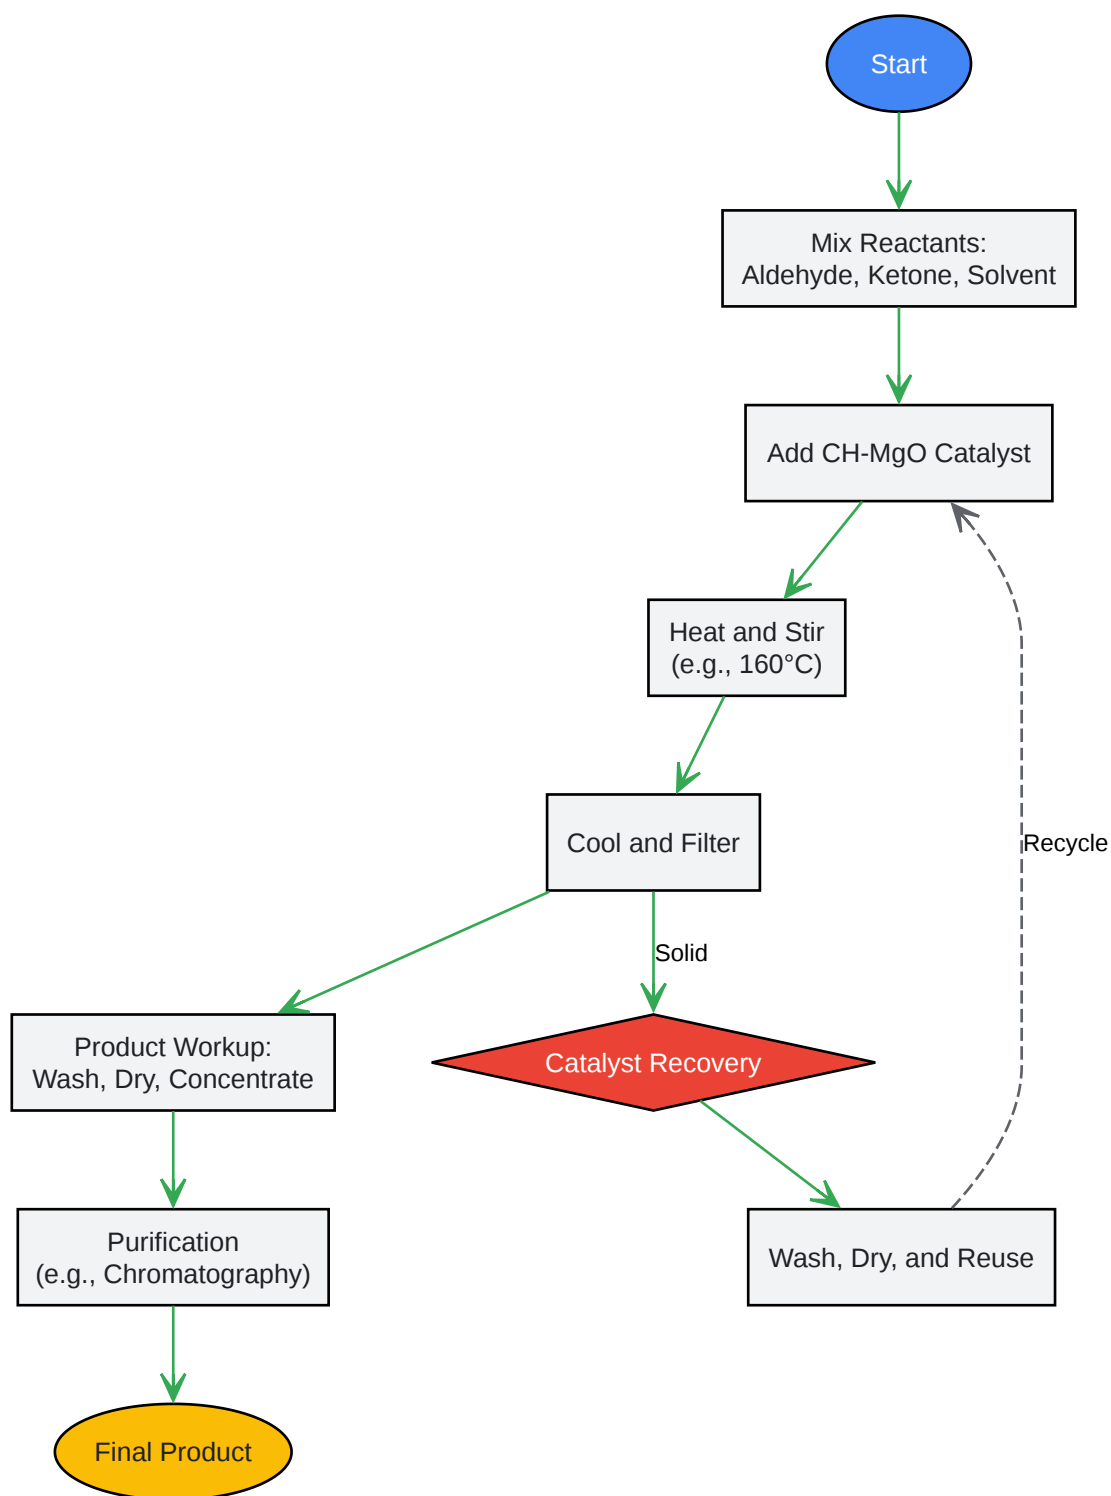 Start
Mix Reactants:
Aldehyde, Ketone, Solvent
Add CH-MgO Catalyst
Heat and Stir
(e.g., 160°C)
Cool and Filter
Recycle
Solid
Product Workup:
Wash, Dry, Concentrate
Catalyst Recovery
Purification
(e.g., Chromatography)
Wash, Dry, and Reuse
Final Product